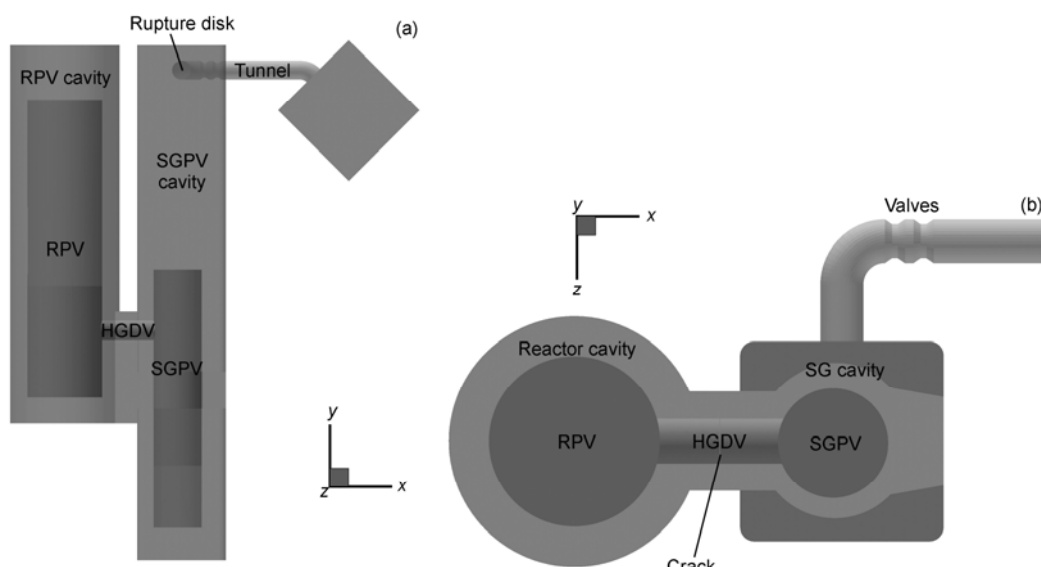 (a)
Rupture disk
Tunnel
RPV cavity
SGPV
cavity
RPV
HGDV
SGPV
y
z
x
(b)
Valves
y
x
z
Reactor cavity
SG cavity
RPV
HGDV
SGPV
Crack